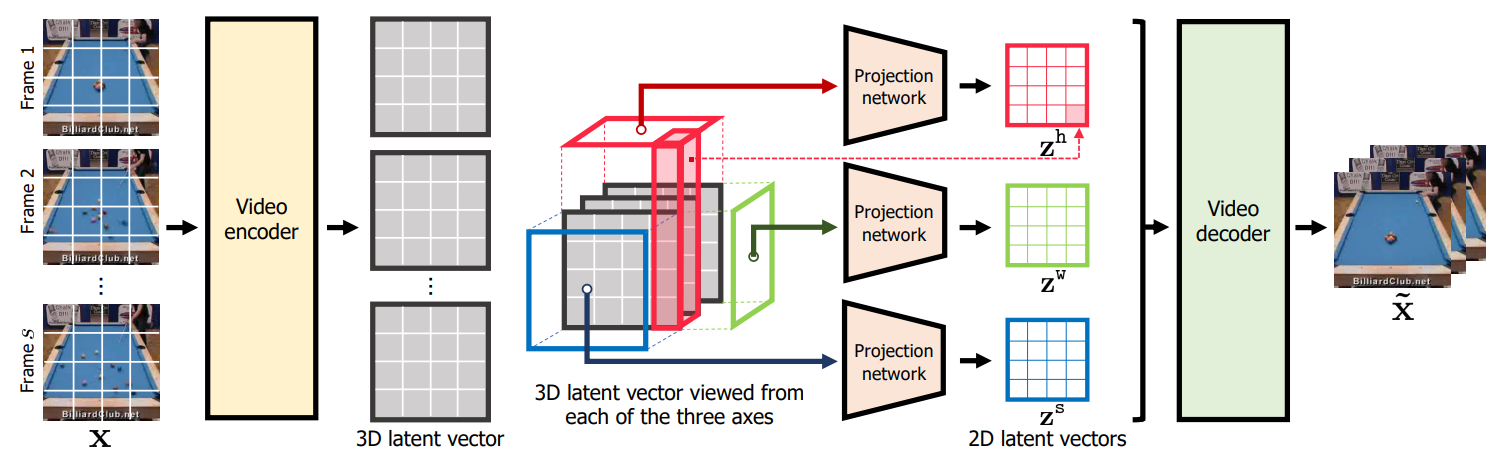 Frame 1
BilliardClub.net
Frame 2
BilliardClub.net
⋮
Frame S
BilliardClub.net
x
Video
encoder
⋮
3D latent vector
3D latent vector viewed from
each of the three axes
Projection
network
z^h
Projection
network
z^w
Projection
network
z^s
2D latent vectors
Video
decoder
BilliardClub.net
x̃